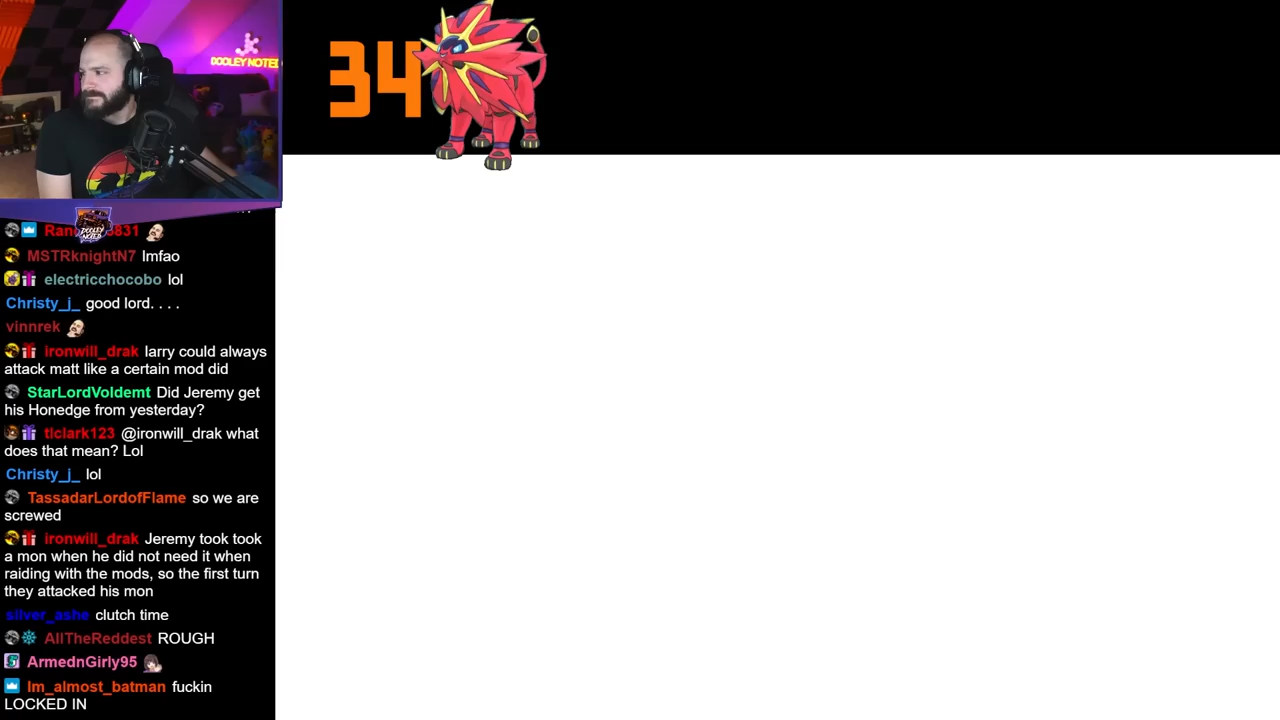 DOOLEY NOTED
34
DOOLEY
NOTED
MSTRknightN7 lmfao
electricchocobo lol
Christy_j_ good lord. . . .
vinnrek
ironwill_drak larry could always
attack matt like a certain mod did
StarLordVoldemt Did Jeremy get
his Honedge from yesterday?
tlclark123 @ironwill_drak what
does that mean? Lol
Christy_j_ lol
TassadarLordofFlame so we are
screwed
ironwill_drak Jeremy took took
a mon when he did not need it when
raiding with the mods, so the first turn
they attacked his mon
silver_ashe clutch time
AllTheReddest ROUGH
ArmednGirly95
Im_almost_batman fuckin
LOCKED IN